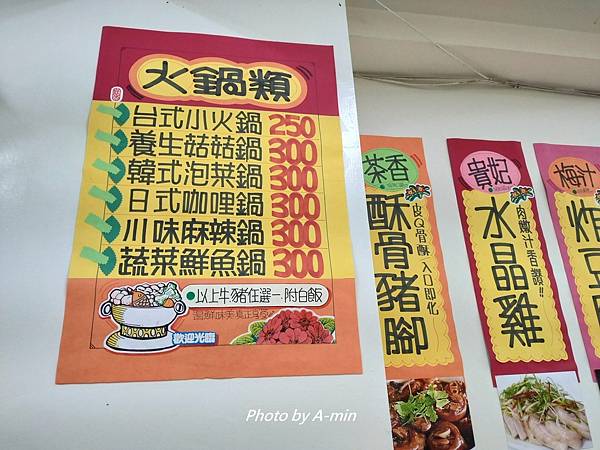 火鍋類
台式小火鍋 250
養生菇菇鍋 300
韓式泡菜鍋 300
日式咖哩鍋 300
川味麻辣鍋 300
蔬菜鮮魚鍋 300
●以上牛.豬任選一.附白飯
歡迎光臨
茶香
酥骨豬腳
皮Q骨酥 入口即化
貴妃
水晶雞
肉嫩汁香讚!!
梅汁
Photo by A-min